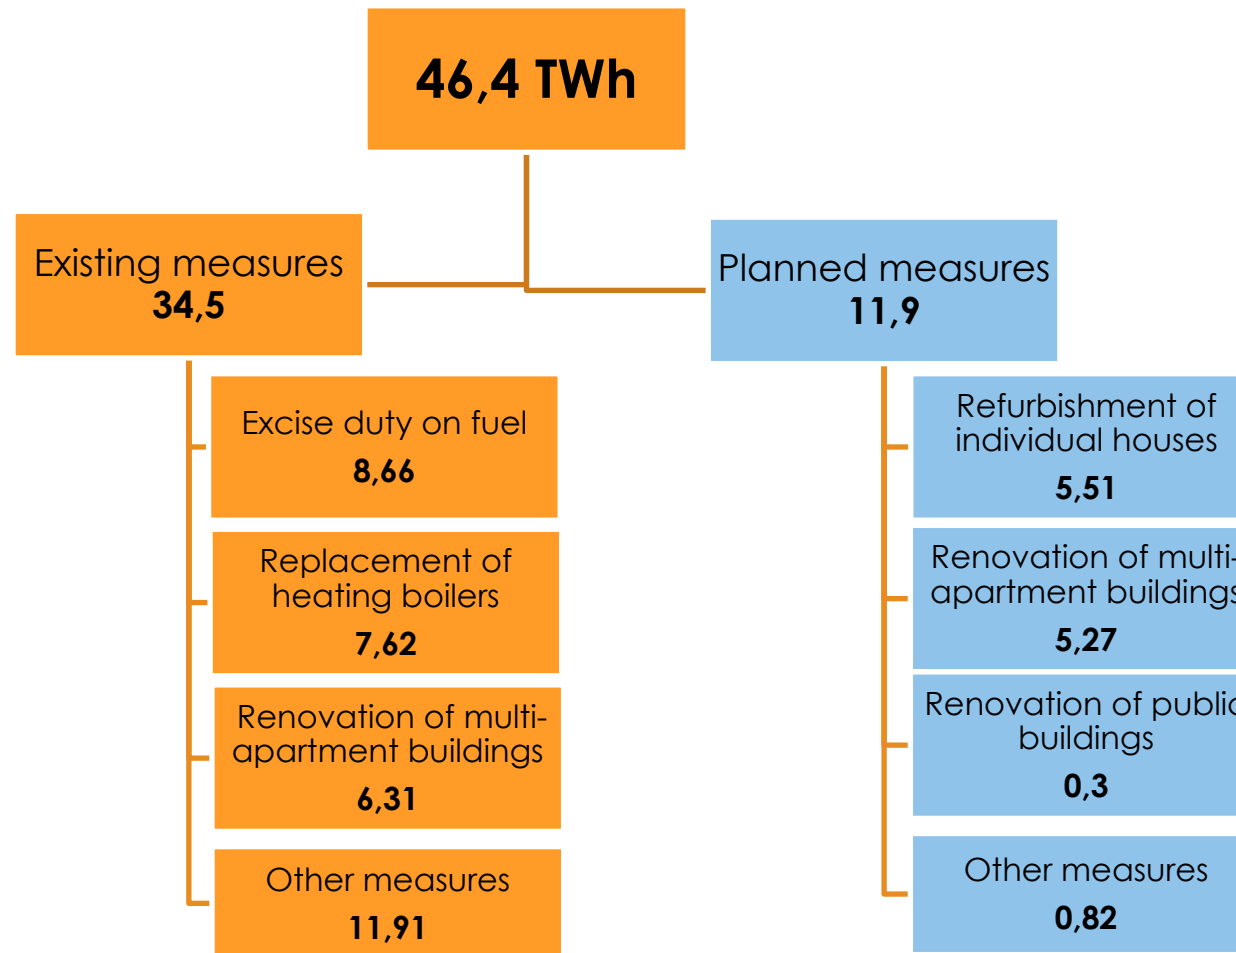 46,4 TWh
Existing measures
34,5
Planned measures
11,9
Excise duty on fuel
8,66
Replacement of
heating boilers
7,62
Renovation of multi-
apartment buildings
6,31
Other measures
11,91
Refurbishment of
individual houses
5,51
Renovation of multi-
apartment buildings
5,27
Renovation of public
buildings
0,3
Other measures
0,82